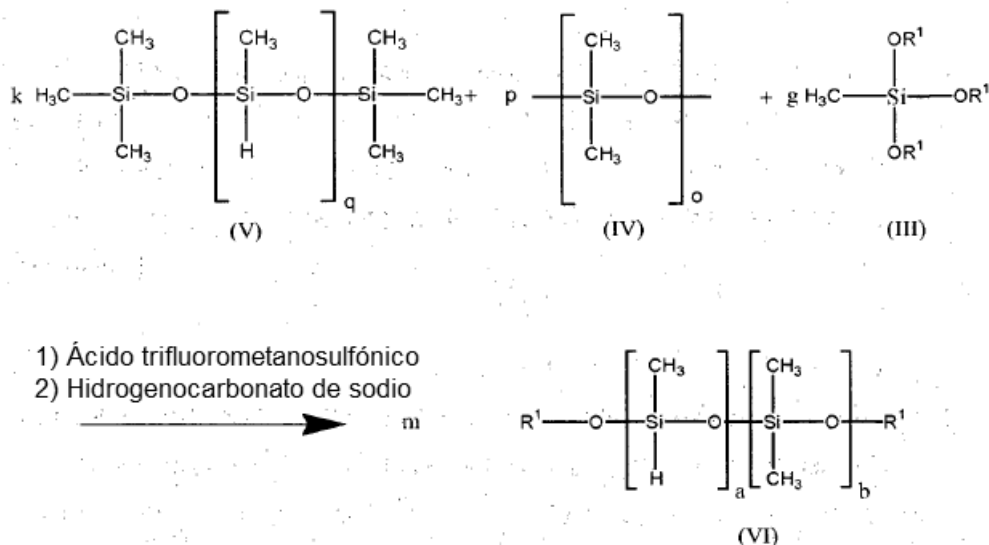 CH₃ CH₃ CH₃ CH₃ OR¹
k H₃C Si O Si O Si CH₃ + p Si O + g H₃C Si OR¹
CH₃ H CH₃ CH₃ OR¹
q o
(V) (IV) (III)
1) Ácido trifluorometanosulfónico
2) Hidrogenocarbonato de sodio
CH₃ CH₃
m R¹ O Si O Si O R¹
H CH₃
a b
(VI)